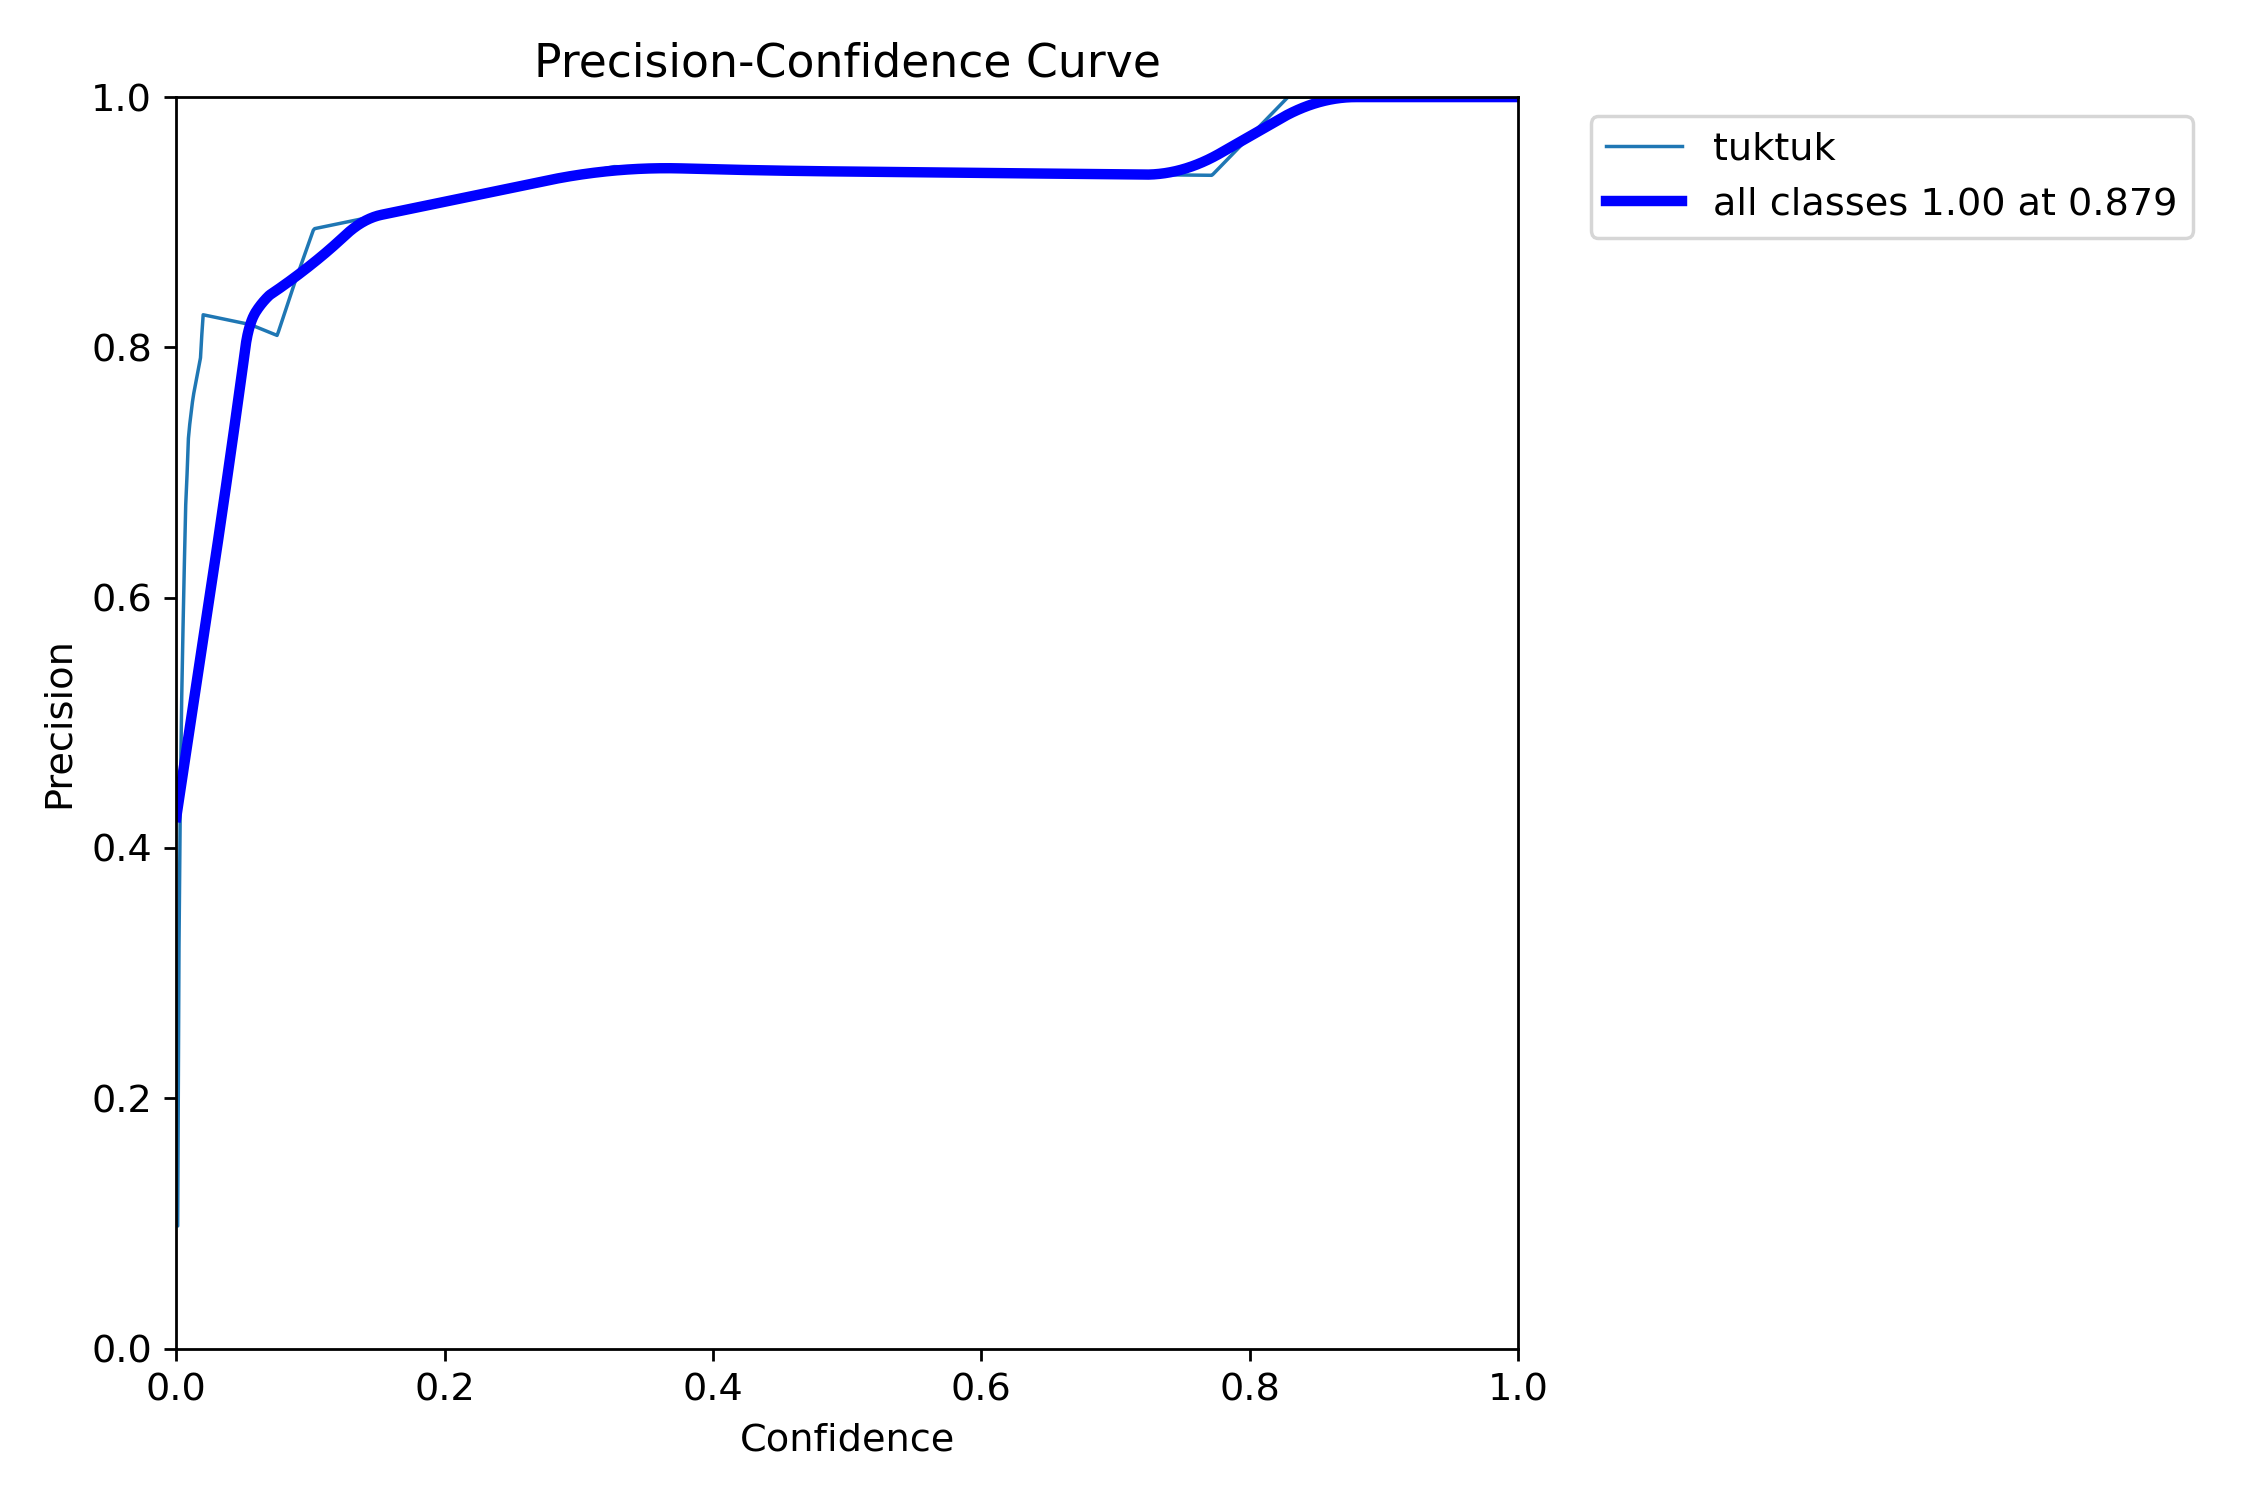 Precision-Confidence Curve
1.0
0.8
0.6
0.4
0.2
0.0
Precision
0.0 0.2 0.4 0.6 0.8 1.0
Confidence
tuktuk
all classes 1.00 at 0.879